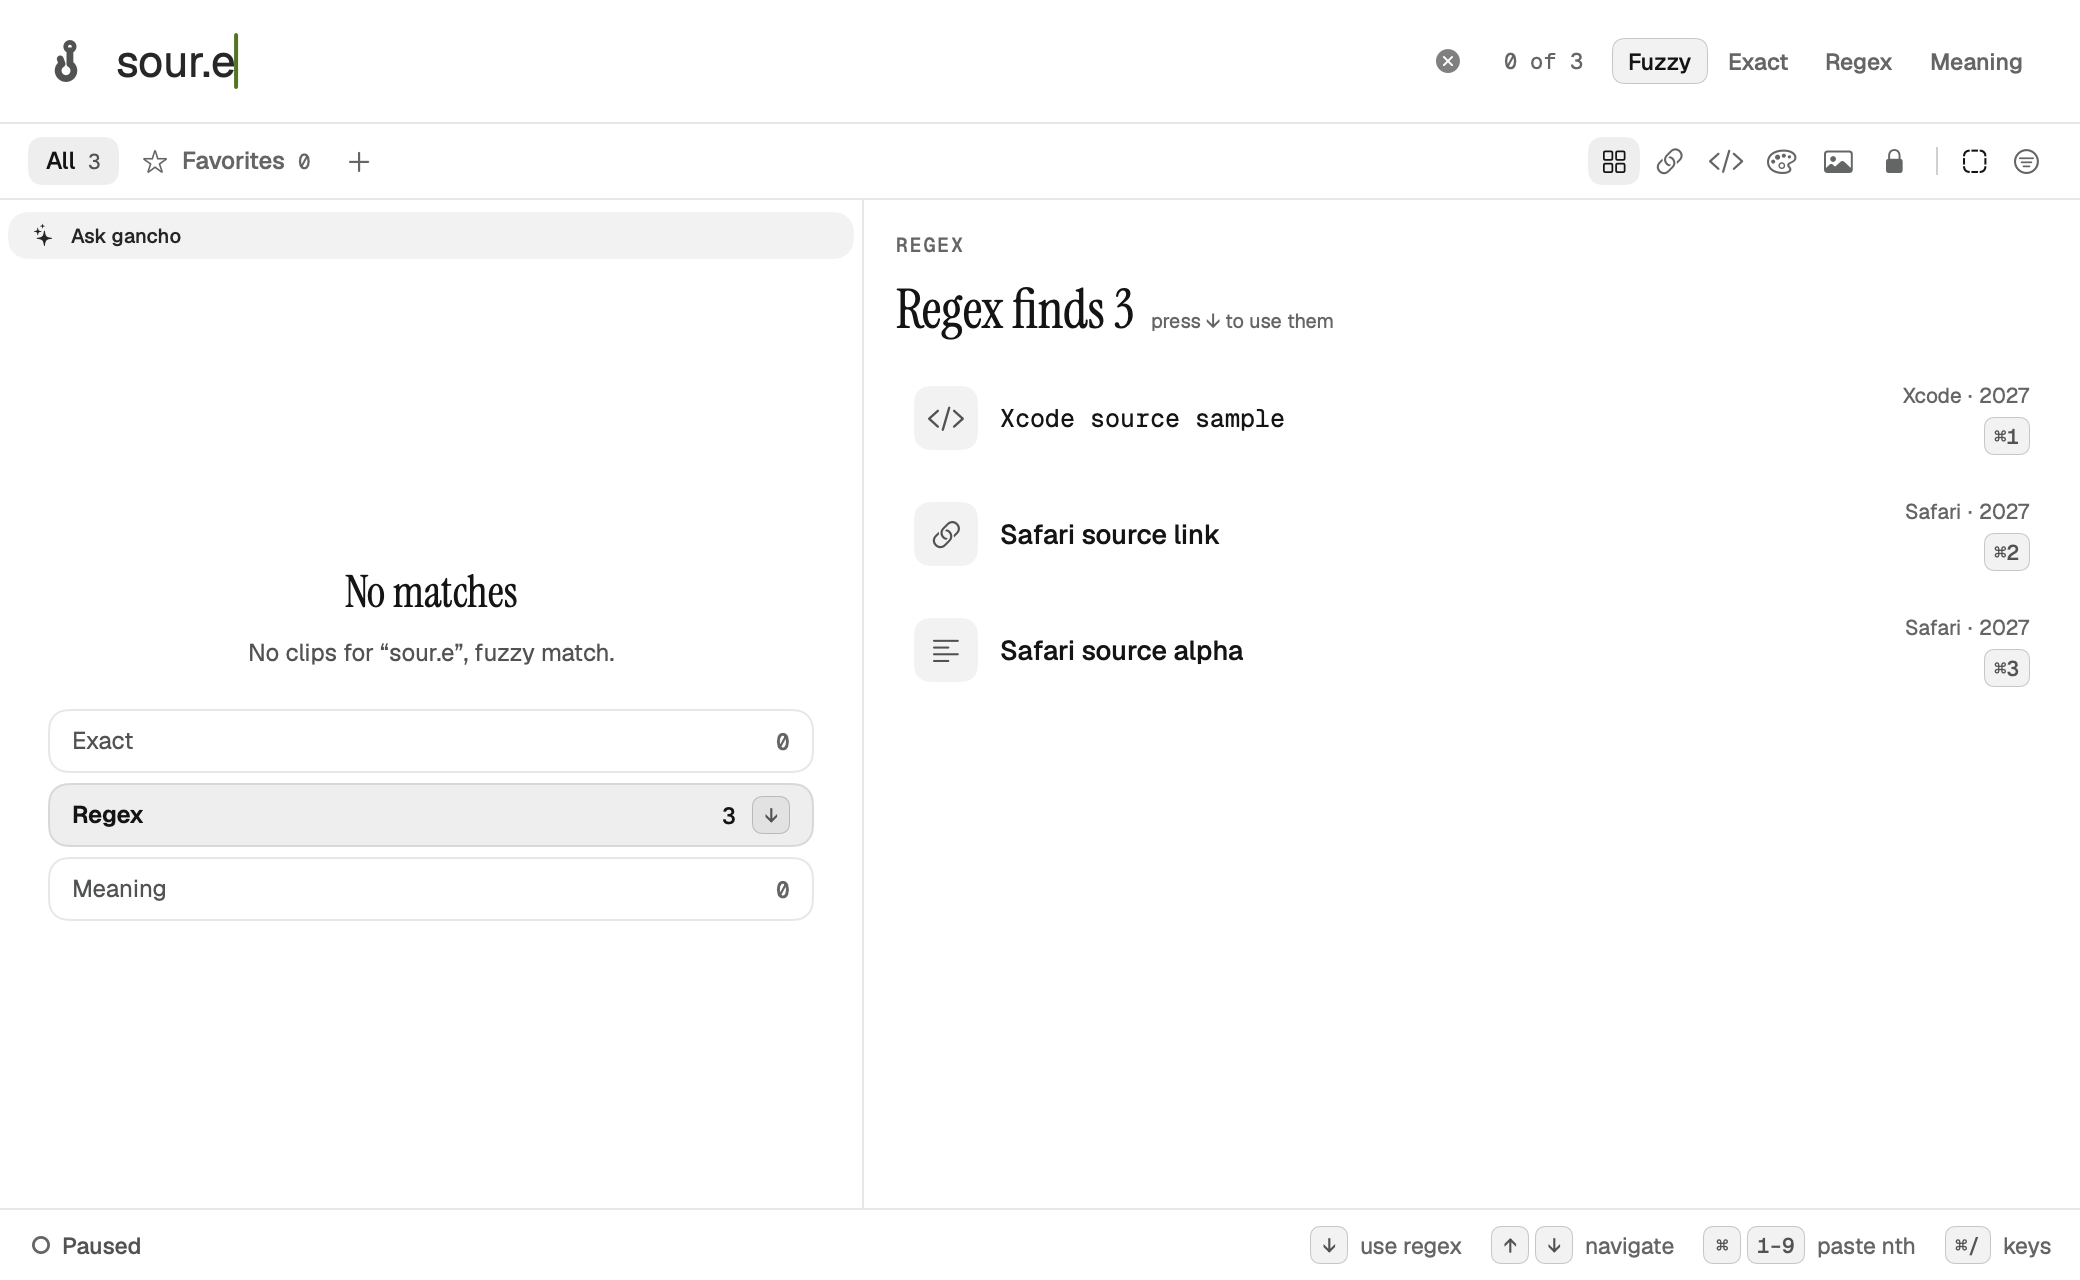 sour.e
0 of 3 Fuzzy Exact Regex Meaning
All 3 Favorites 0 +
Ask gancho
No matches
No clips for “sour.e”, fuzzy match.
Exact 0
Regex 3 ↓
Meaning 0
REGEX
Regex finds 3 press ↓ to use them
Xcode source sample
Xcode · 2027
⌘1
Safari source link
Safari · 2027
⌘2
Safari source alpha
Safari · 2027
⌘3
Paused
↓ use regex ↑ ↓ navigate ⌘ 1–9 paste nth ⌘/ keys